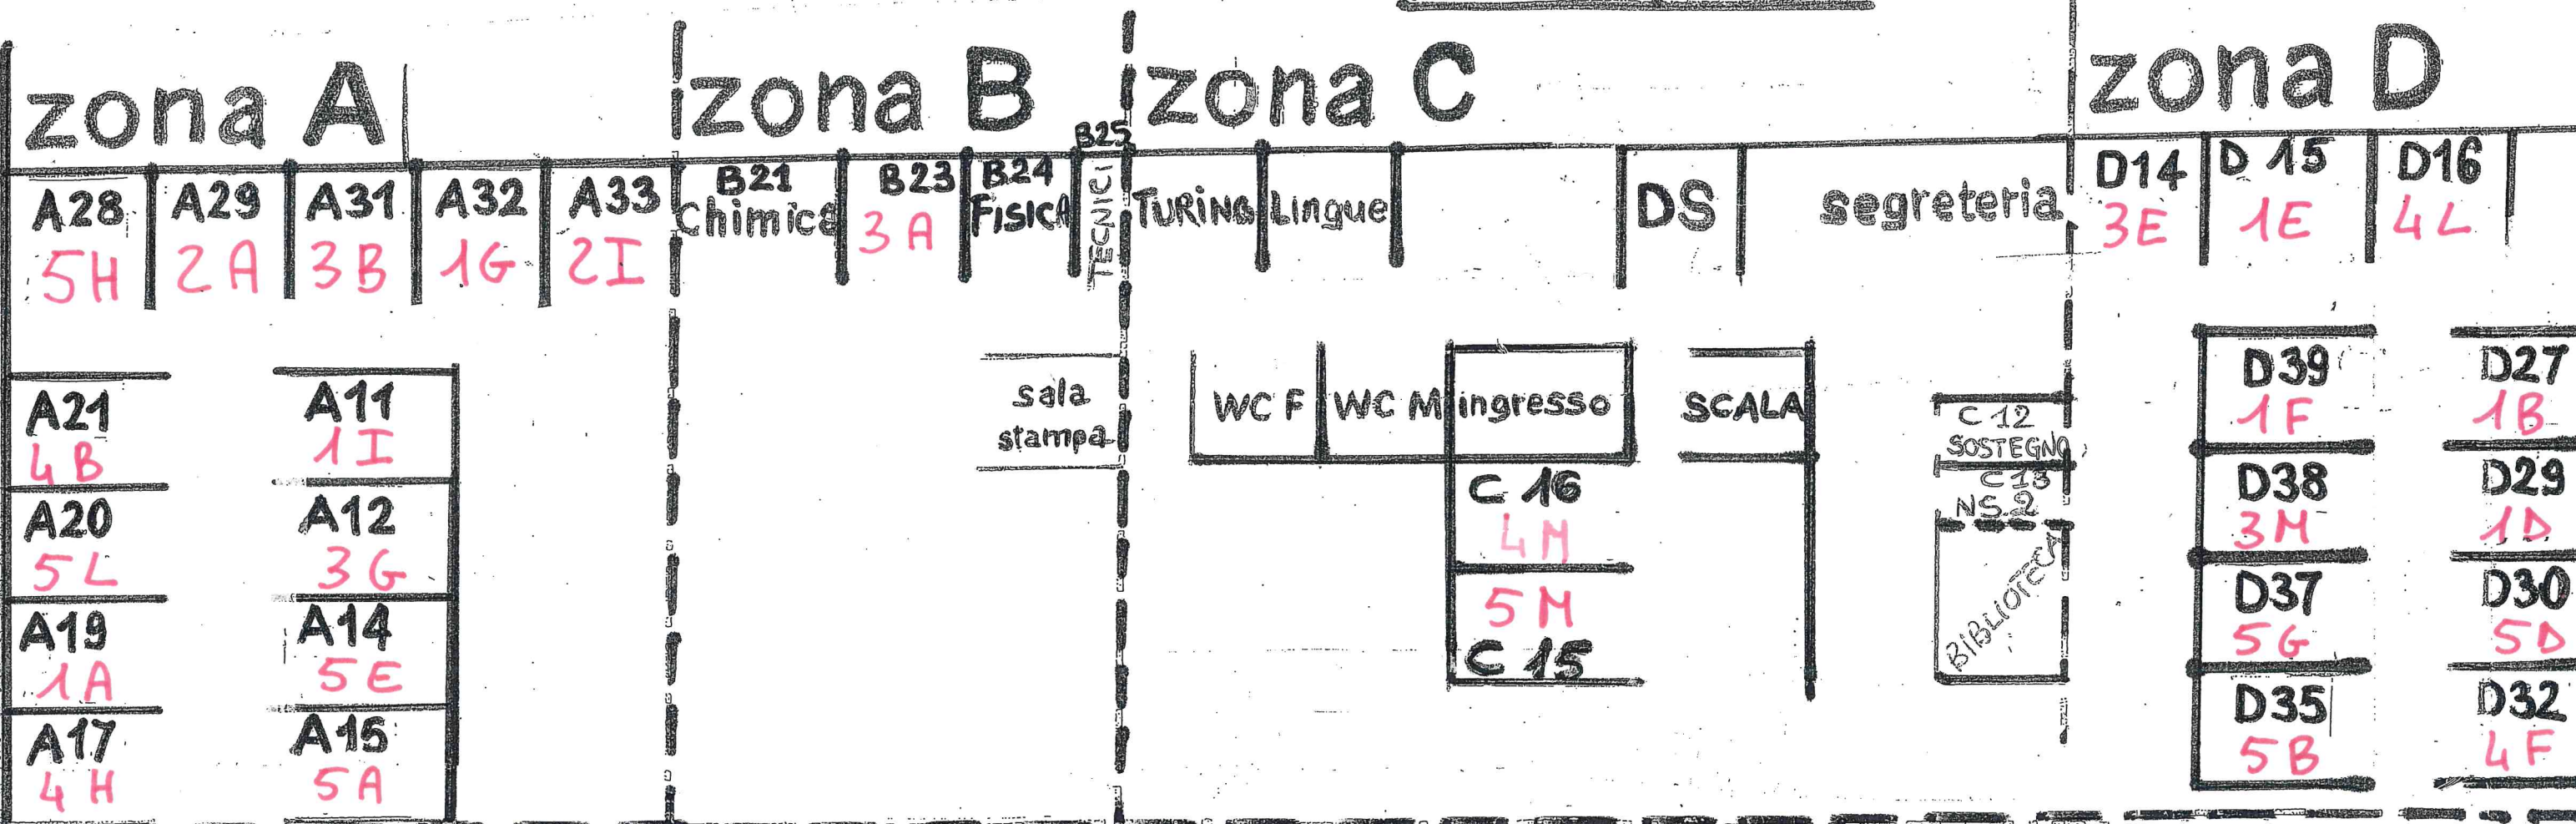 zona A
zona B
zona C
zona D
A28
5H
A29
2A
A31
3B
A32
1G
A33
2I
B21
Chimica
B23
3A
B24
FISICA
B25
TECNICI
TURING
Lingue
DS
segreteria
D14
3E
D15
1E
D16
4L
A21
4B
A20
5L
A19
1A
A17
4H
A11
1I
A12
3G
A14
5E
A15
5A
sala
stampa
WC F
WC M
ingresso
SCALA
C 16
4M
5M
C 15
C 12
SOSTEGNO
C 13
NS.2
BIBLIOTECA
D39
1F
D38
3M
D37
5G
D35
5B
D27
1B
D29
1D
D30
5D
D32
4F